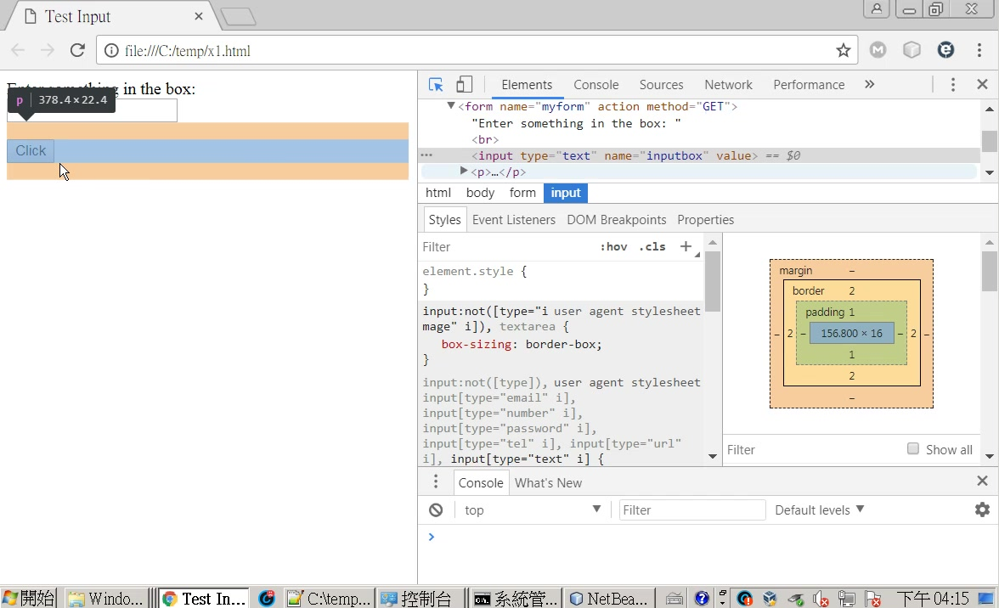 Test Input
file:///C:/temp/x1.html
Enter something in the box:
p 378.4×22.4
Click
Elements Console Sources Network Performance »
▼<form name="myform" action method="GET">
"Enter something in the box: "
<br>
··· <input type="text" name="inputbox" value> == $0
▶<p>…</p>
html body form input
Styles Event Listeners DOM Breakpoints Properties
Filter :hov .cls +
element.style {
}
input:not([type="i user agent stylesheet
mage" i]), textarea {
box-sizing: border-box;
}
input:not([type]), user agent stylesheet
input[type="email" i],
input[type="number" i],
input[type="password" i],
input[type="tel" i], input[type="url"
i], input[type="text" i] {
margin –
border 2
padding 1
– 2 – 156.800 × 16 – 2 –
1
2
–
Filter Show all
Console What's New
top ▼ Filter Default levels ▼
>
開始 Windo... Test In... C:\temp... 控制台 系統管... NetBea... 下午 04:15